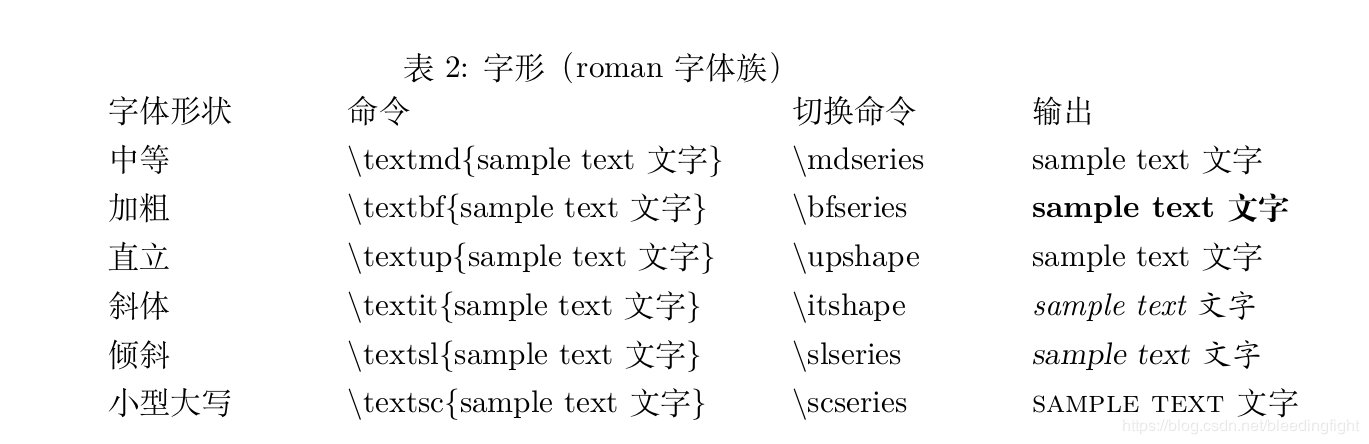 表 2: 字形（roman 字体族）
字体形状 命令 切换命令 输出
中等 \textmd{sample text 文字} \mdseries sample text 文字
加粗 \textbf{sample text 文字} \bfseries sample text 文字
直立 \textup{sample text 文字} \upshape sample text 文字
斜体 \textit{sample text 文字} \itshape sample text 文字
倾斜 \textsl{sample text 文字} \slseries sample text 文字
小型大写 \textsc{sample text 文字} \scseries SAMPLE TEXT 文字
https://blog.csdn.net/bleedingfight